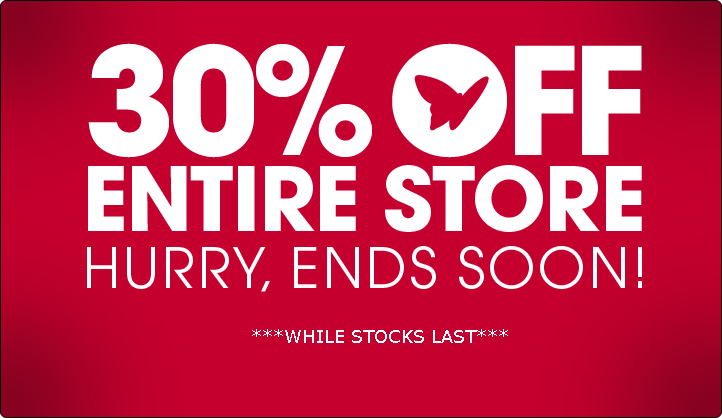 30% OFF
ENTIRE STORE
HURRY, ENDS SOON!
***WHILE STOCKS LAST***